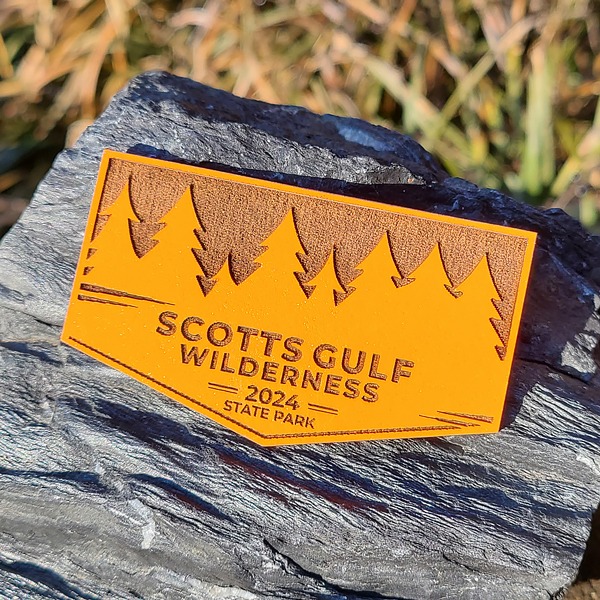 SCOTTS GULF
WILDERNESS
2024
STATE PARK